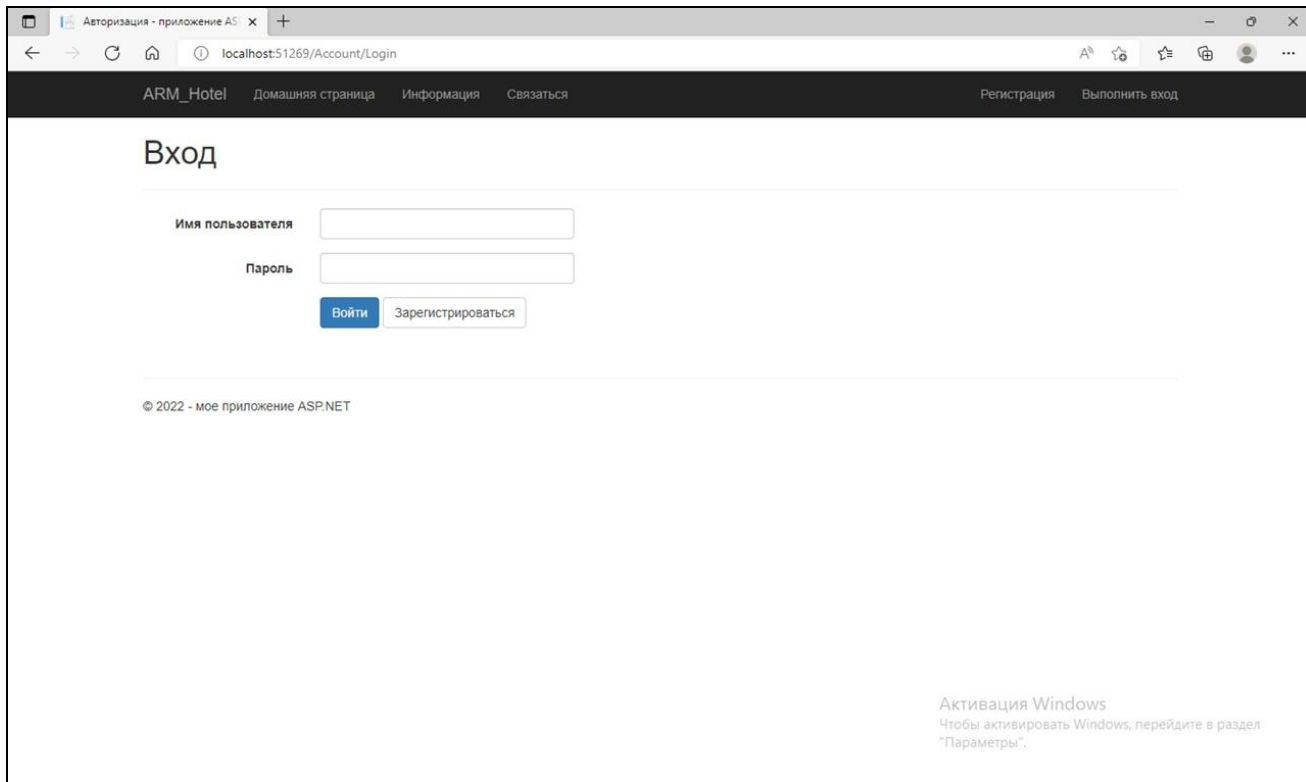 Авторизация - приложение AS
localhost:51269/Account/Login
ARM_Hotel Домашняя страница Информация Связаться Регистрация Выполнить вход
Вход
Имя пользователя
Пароль
Войти Зарегистрироваться
© 2022 - мое приложение ASP.NET
Активация Windows
Чтобы активировать Windows, перейдите в раздел
"Параметры".